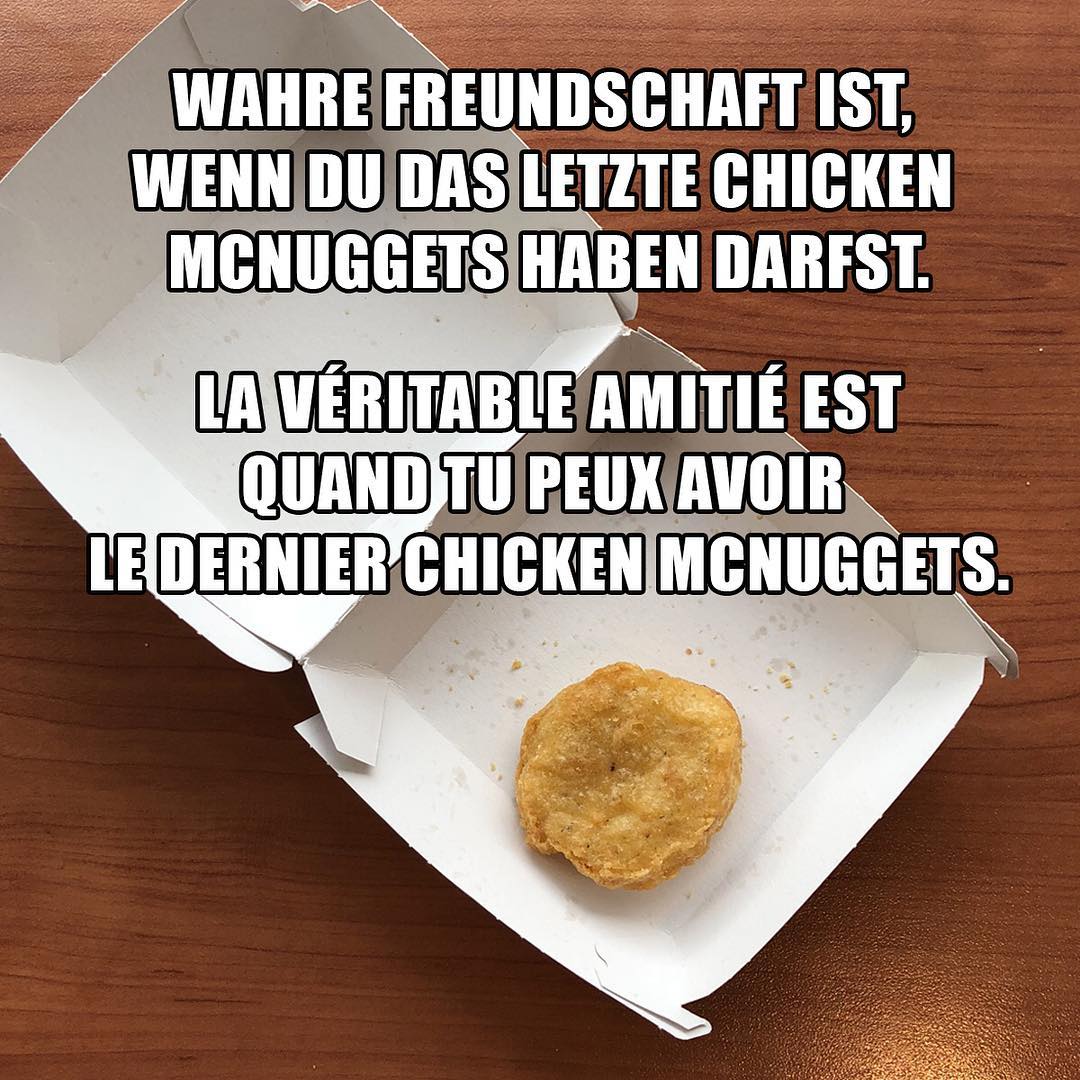 WAHRE FREUNDSCHAFT IST,
WENN DU DAS LETZTE CHICKEN
MCNUGGETS HABEN DARFST.
LA VÉRITABLE AMITIÉ EST
QUAND TU PEUX AVOIR
LE DERNIER CHICKEN MCNUGGETS.